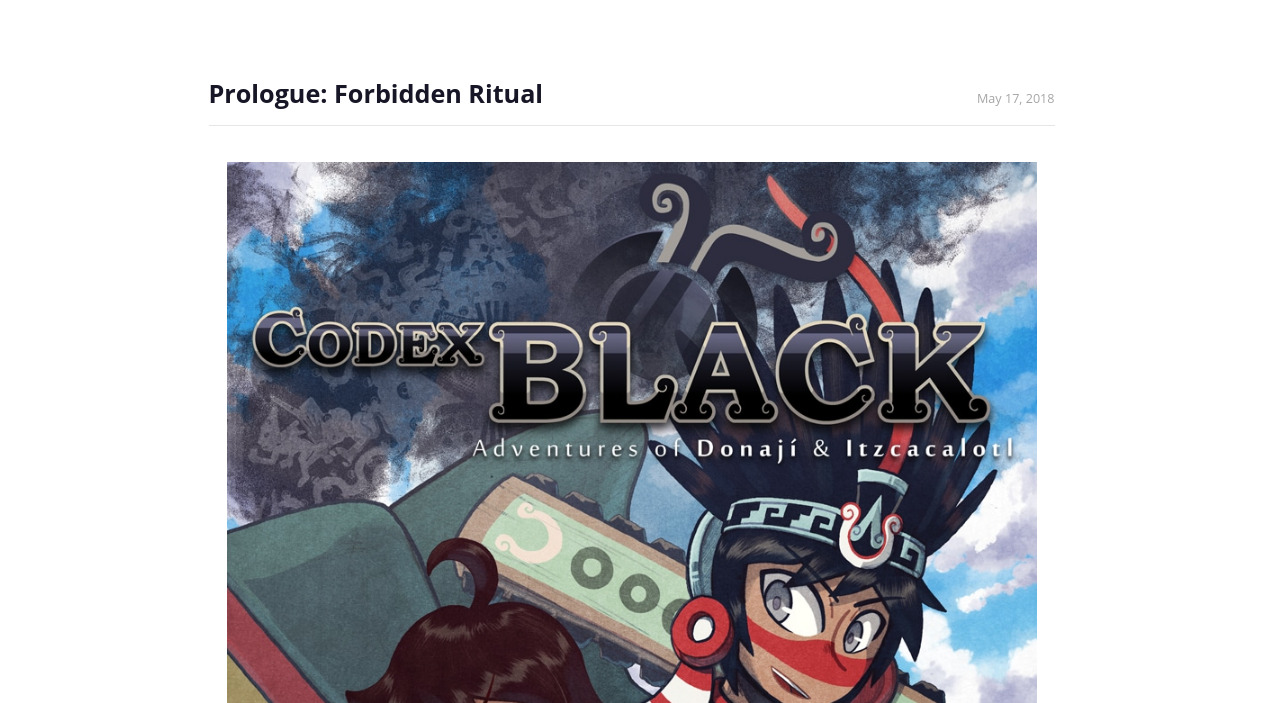 Prologue: Forbidden Ritual
May 17, 2018
CODEX BLACK
Adventures of Donají & Itzcacalotl